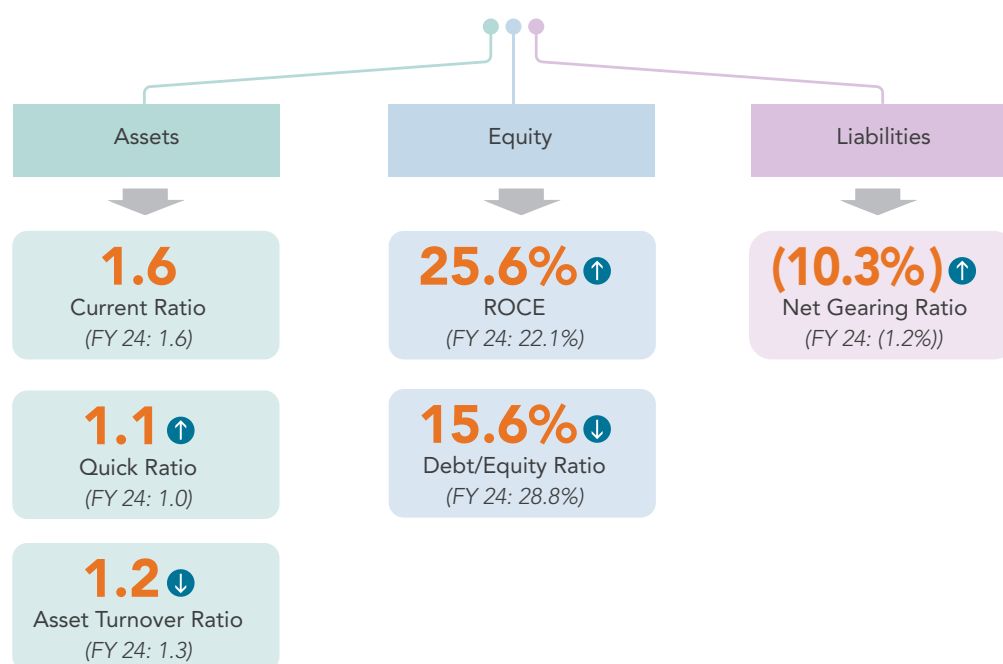 Assets
1.6
Current Ratio
(FY 24: 1.6)
1.1
Quick Ratio
(FY 24: 1.0)
1.2
Asset Turnover Ratio
(FY 24: 1.3)
Equity
25.6%
ROCE
(FY 24: 22.1%)
15.6%
Debt/Equity Ratio
(FY 24: 28.8%)
Liabilities
(10.3%)
Net Gearing Ratio
(FY 24: (1.2%))